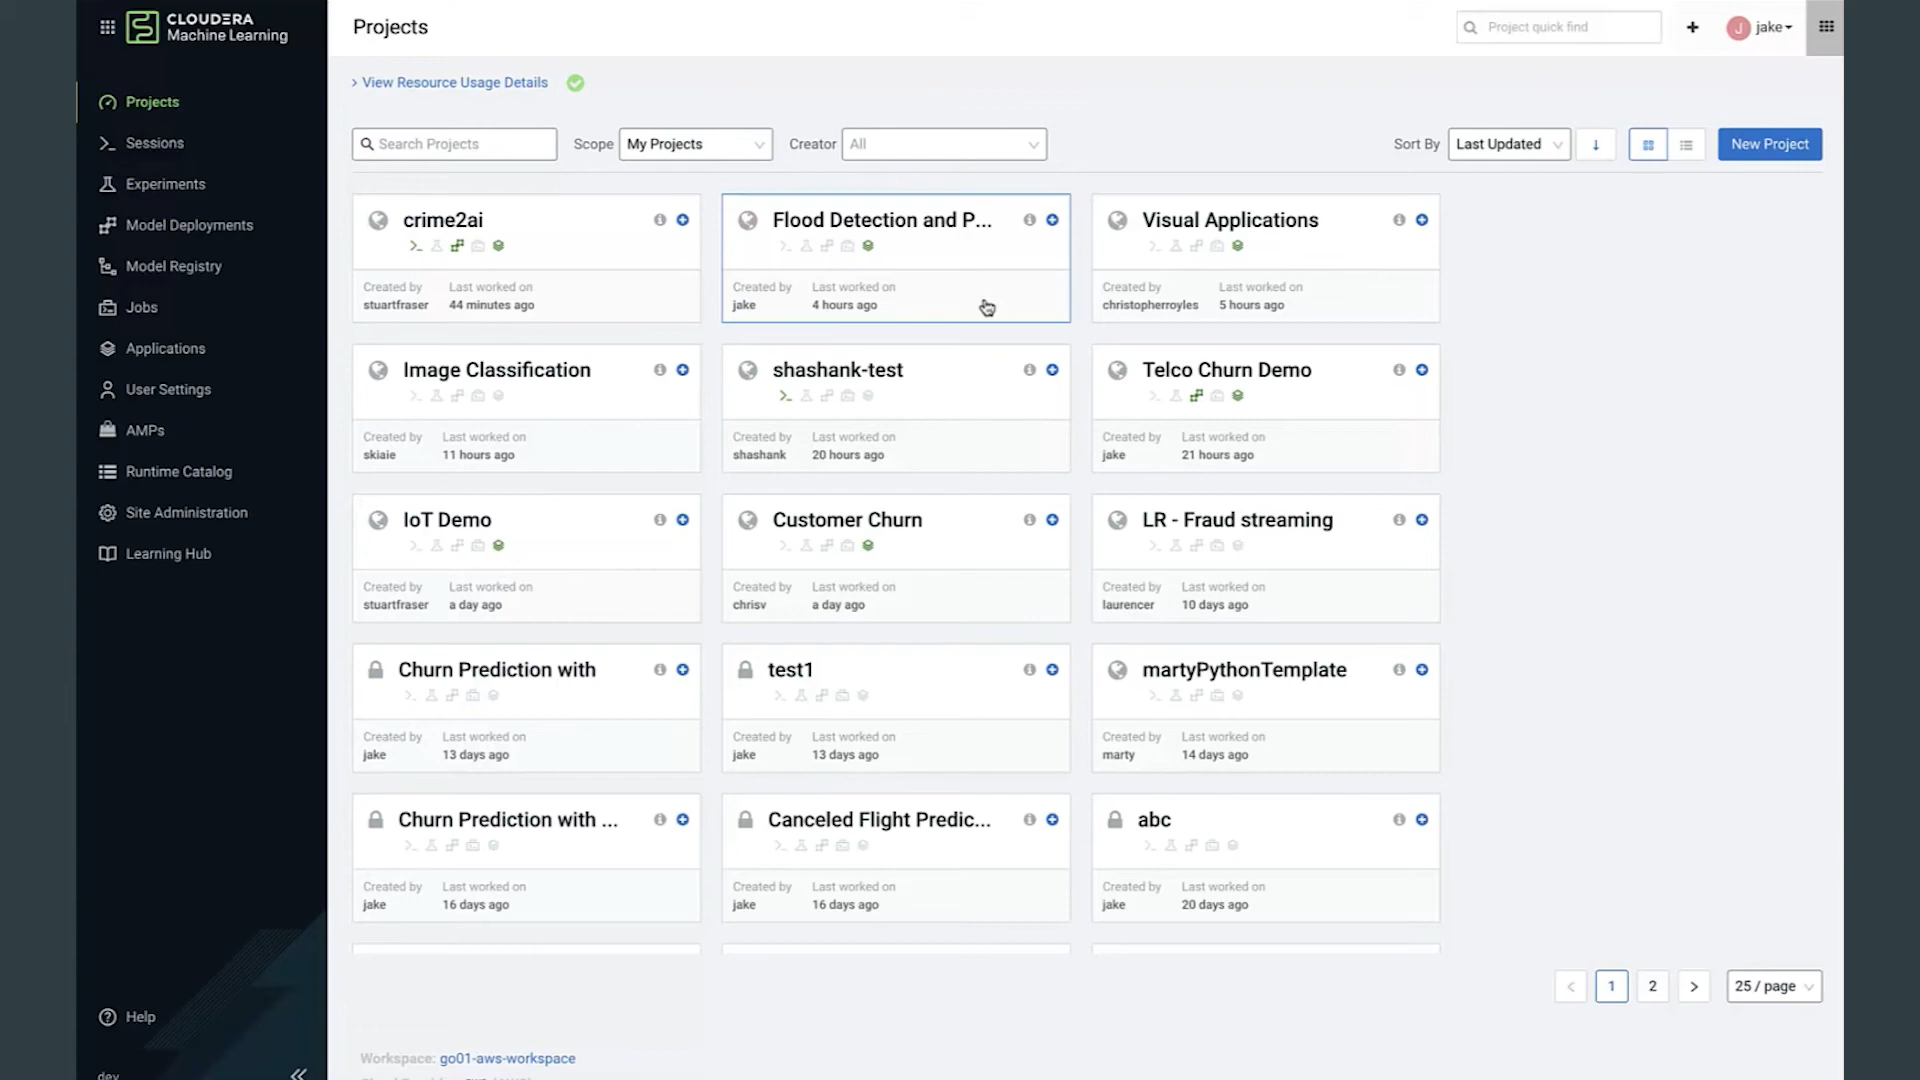 CLOUDERA
Machine Learning
Projects
Sessions
Experiments
Model Deployments
Model Registry
Jobs
Applications
User Settings
AMPs
Runtime Catalog
Site Administration
Learning Hub
Help
dev
Projects
Project quick find
J jake
View Resource Usage Details
Search Projects Scope My Projects Creator All Sort By Last Updated New Project
crime2ai
Created by Last worked on
stuartfraser 44 minutes ago
Flood Detection and P...
Created by Last worked on
jake 4 hours ago
Visual Applications
Created by Last worked on
christopherroyles 5 hours ago
Image Classification
Created by Last worked on
skiaie 11 hours ago
shashank-test
Created by Last worked on
shashank 20 hours ago
Telco Churn Demo
Created by Last worked on
jake 21 hours ago
IoT Demo
Created by Last worked on
stuartfraser a day ago
Customer Churn
Created by Last worked on
chrisv a day ago
LR - Fraud streaming
Created by Last worked on
laurencer 10 days ago
Churn Prediction with
Created by Last worked on
jake 13 days ago
test1
Created by Last worked on
jake 13 days ago
martyPythonTemplate
Created by Last worked on
marty 14 days ago
Churn Prediction with ...
Created by Last worked on
jake 16 days ago
Canceled Flight Predic...
Created by Last worked on
jake 16 days ago
abc
Created by Last worked on
jake 20 days ago
< 1 2 > 25 / page
Workspace: go01-aws-workspace